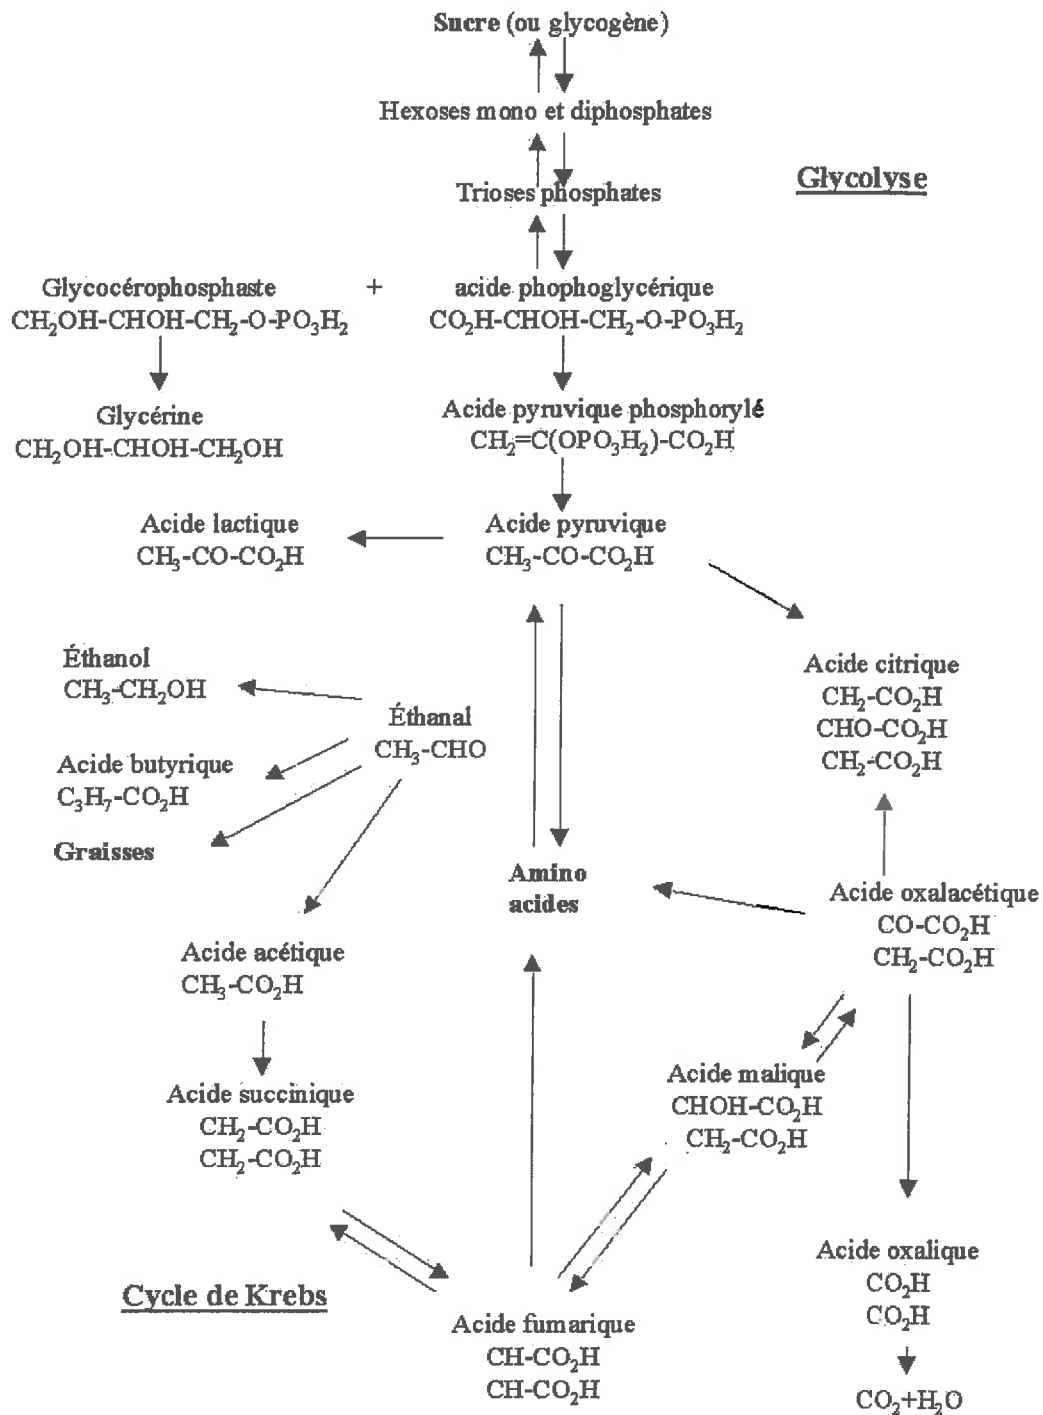 Sucre (ou glycogène)
Hexoses mono et diphosphates
Trioses phosphates
Glycolyse
Glycocérophosphaste + acide phophoglycérique
CH₂OH-CHOH-CH₂-O-PO₃H₂ CO₂H-CHOH-CH₂-O-PO₃H₂
Glycérine
CH₂OH-CHOH-CH₂OH
Acide pyruvique phosphorylé
CH₂=C(OPO₃H₂)-CO₂H
Acide lactique
CH₃-CO-CO₂H
Acide pyruvique
CH₃-CO-CO₂H
Éthanol
CH₃-CH₂OH
Éthanal
CH₃-CHO
Acide butyrique
C₃H₇-CO₂H
Graisses
Acide citrique
CH₂-CO₂H
CHO-CO₂H
CH₂-CO₂H
Amino
acides
Acide oxalacétique
CO-CO₂H
CH₂-CO₂H
Acide acétique
CH₃-CO₂H
Acide succinique
CH₂-CO₂H
CH₂-CO₂H
Acide malique
CHOH-CO₂H
CH₂-CO₂H
Cycle de Krebs
Acide fumarique
CH-CO₂H
CH-CO₂H
Acide oxalique
CO₂H
CO₂H
CO₂+H₂O